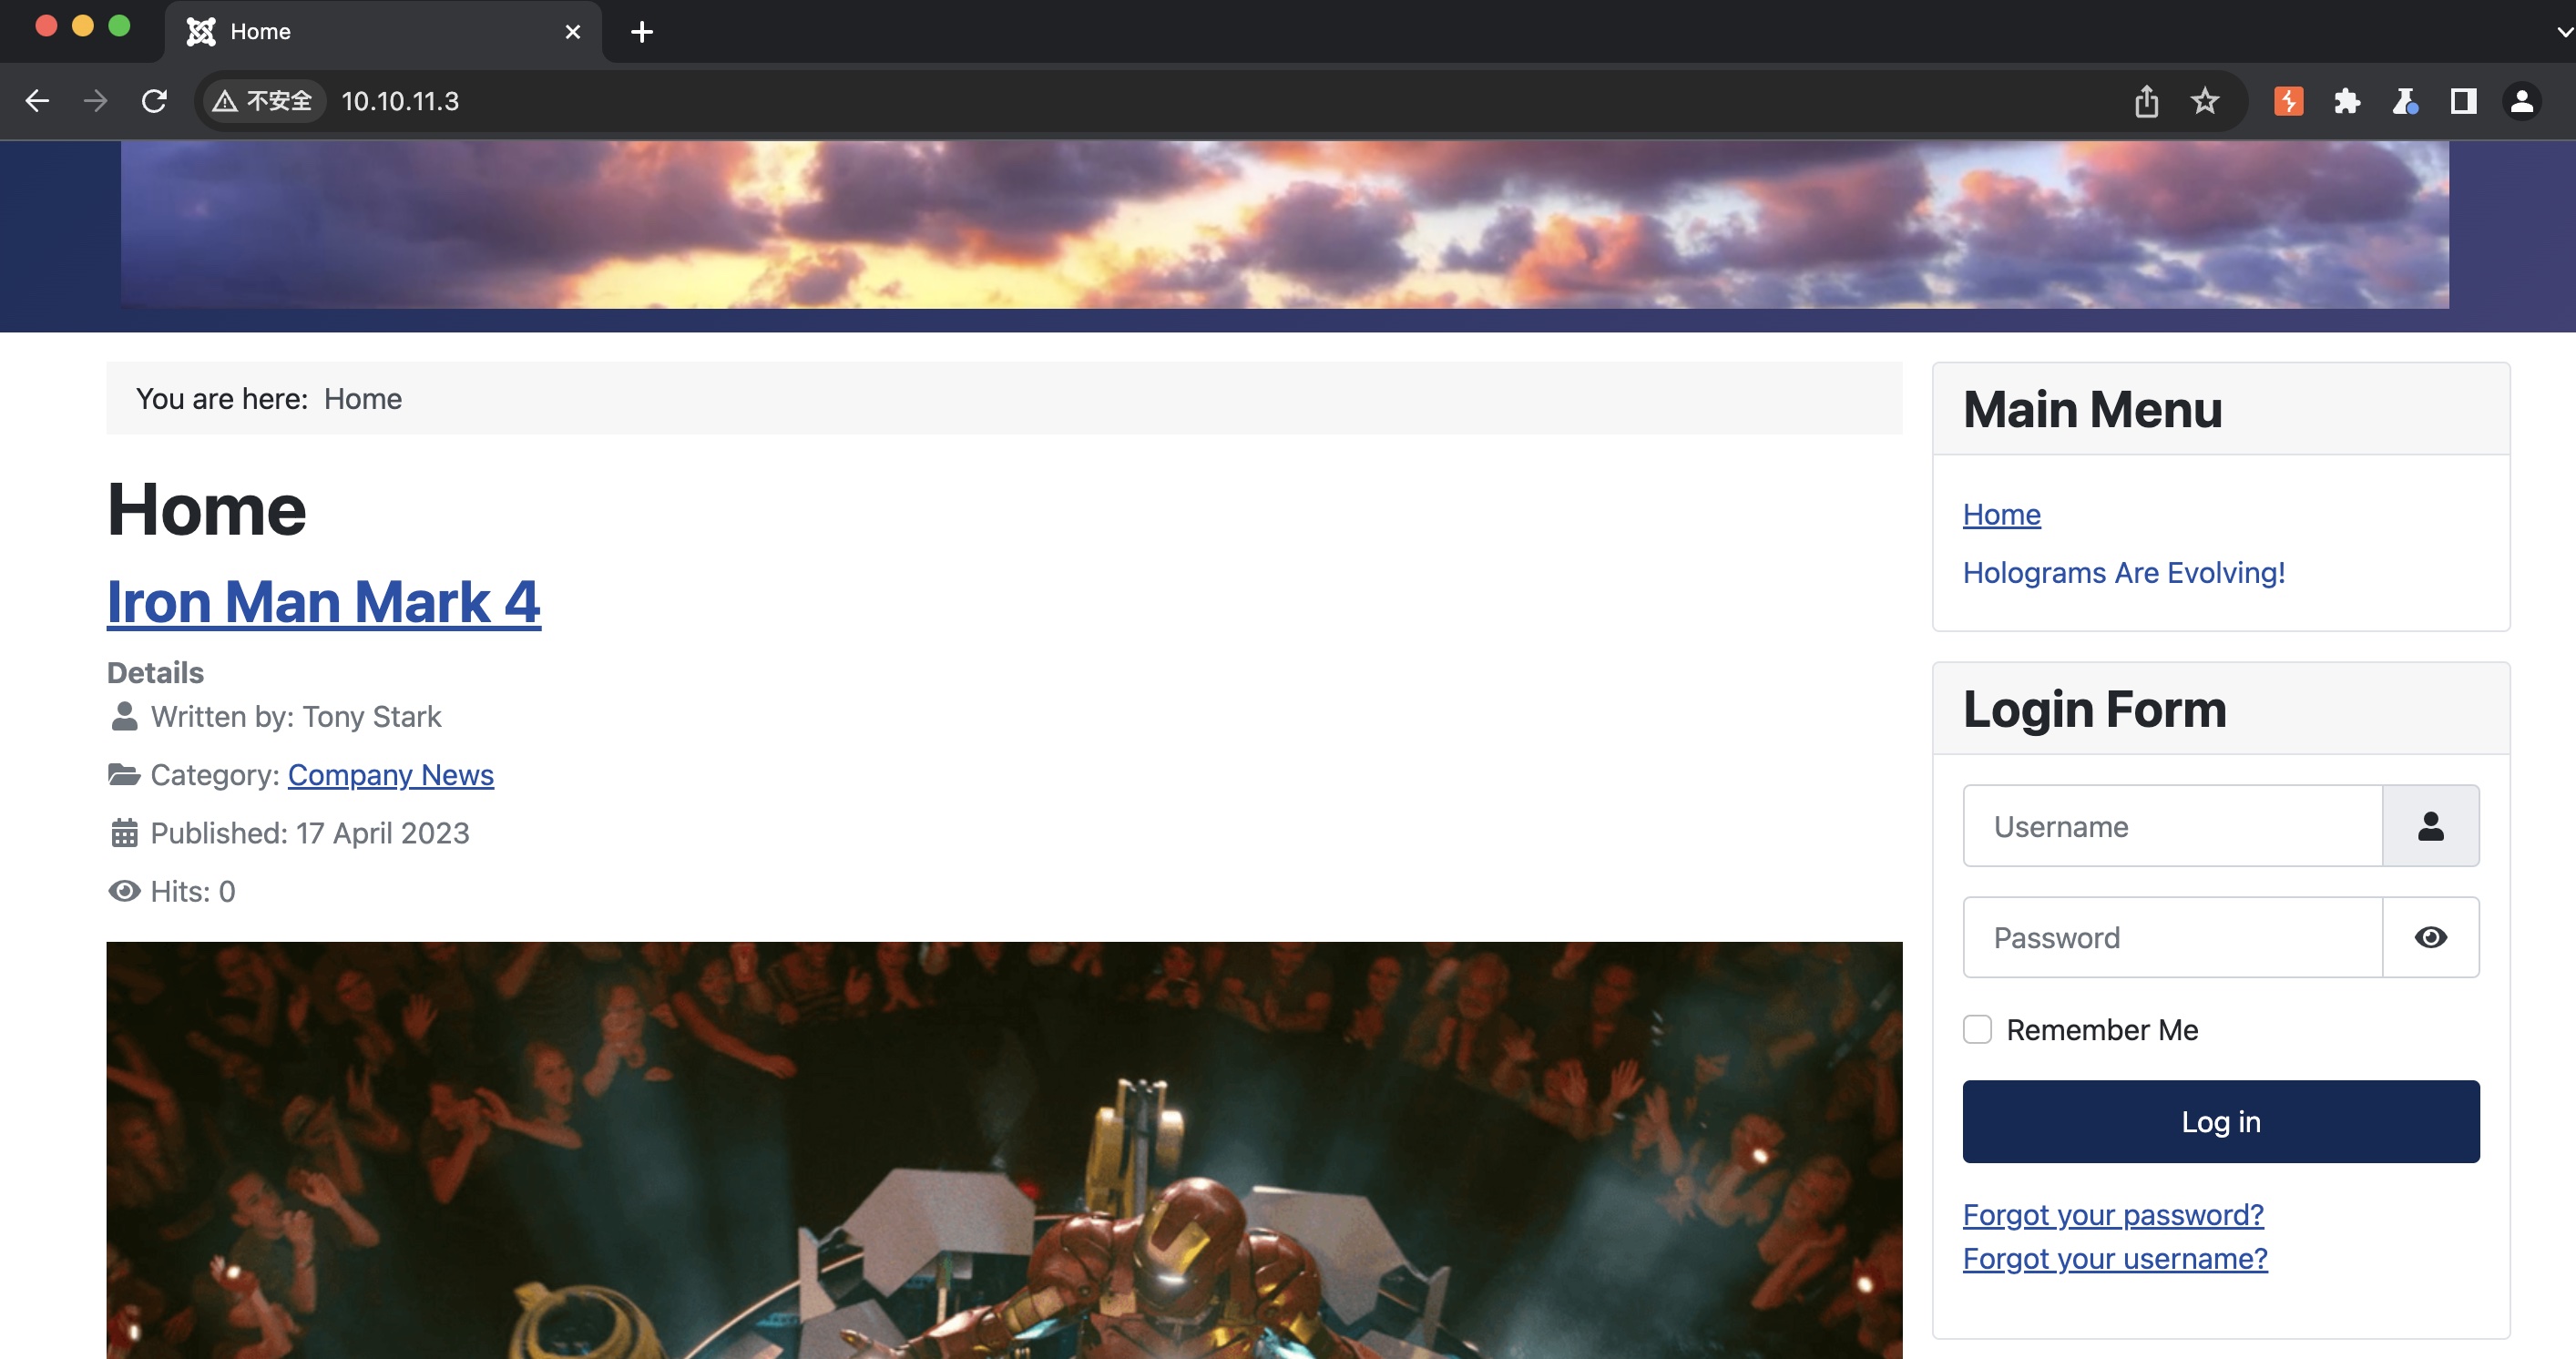 Home
不安全 10.10.11.3
You are here: Home
Home
Iron Man Mark 4
Details
Written by: Tony Stark
Category: Company News
Published: 17 April 2023
Hits: 0
Main Menu
Home
Holograms Are Evolving!
Login Form
Username
Password
Remember Me
Log in
Forgot your password?
Forgot your username?